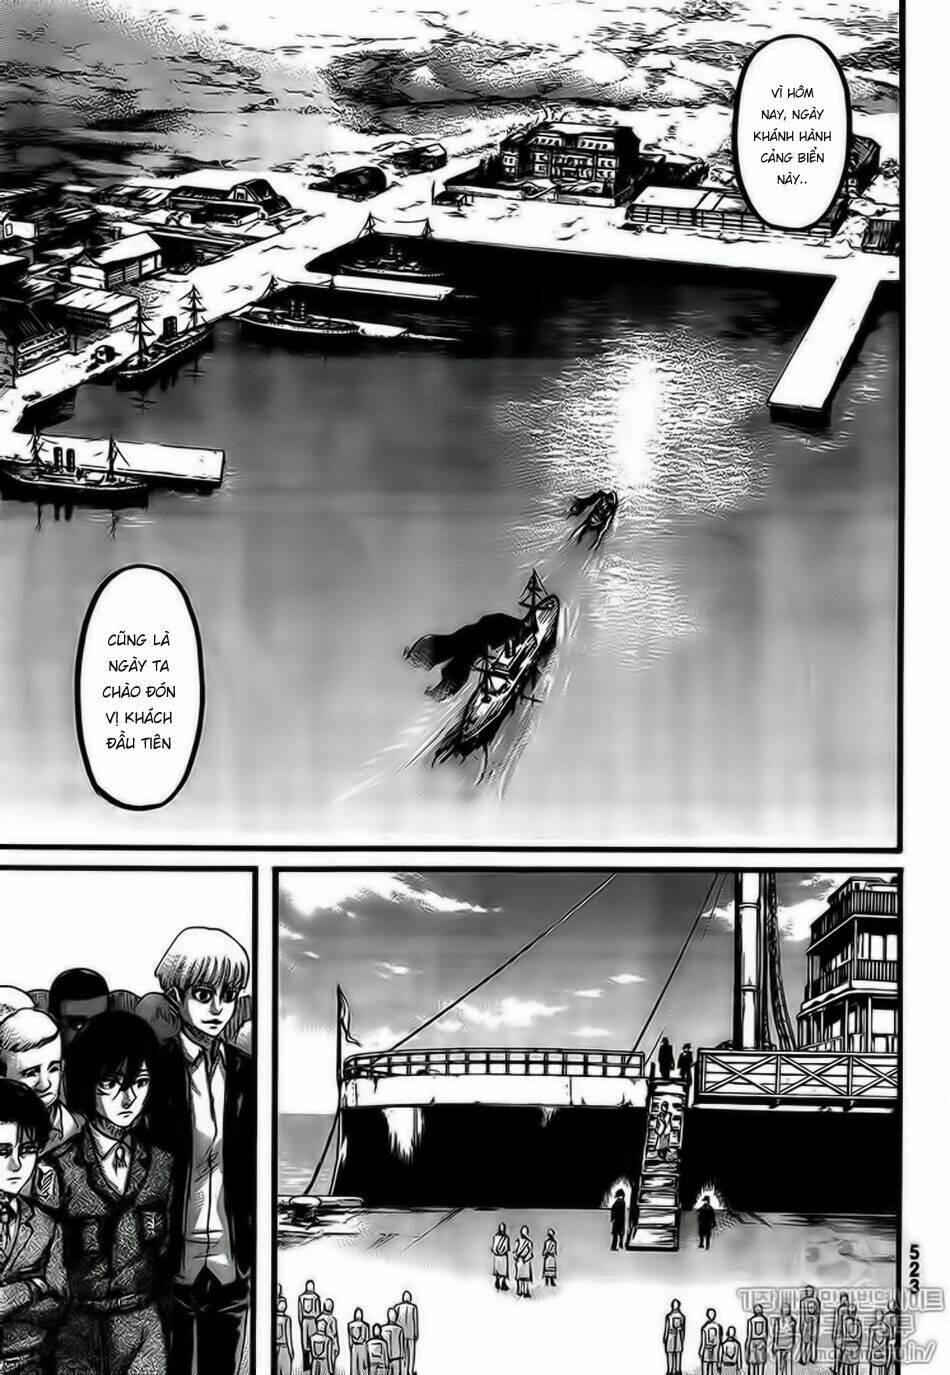 VÌ HÔM
NAY, NGÀY
KHÁNH HÀNH
CẢNG BIỂN
NÀY..
CŨNG LÀ
NGÀY TA
CHÀO ĐÓN
VỊ KHÁCH
ĐẦU TIÊN
523